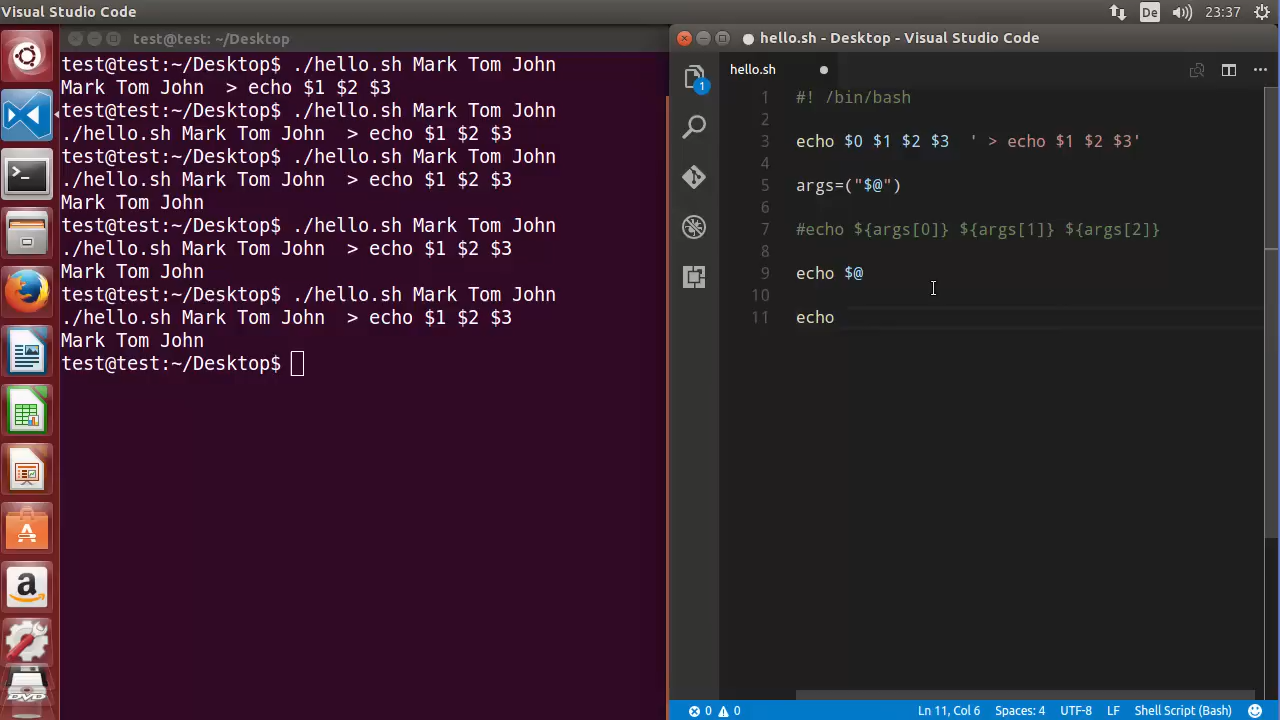 Visual Studio Code
De
23:37
test@test: ~/Desktop
test@test:~/Desktop$ ./hello.sh Mark Tom John
Mark Tom John  > echo $1 $2 $3
test@test:~/Desktop$ ./hello.sh Mark Tom John
./hello.sh Mark Tom John  > echo $1 $2 $3
test@test:~/Desktop$ ./hello.sh Mark Tom John
./hello.sh Mark Tom John  > echo $1 $2 $3
Mark Tom John
test@test:~/Desktop$ ./hello.sh Mark Tom John
./hello.sh Mark Tom John  > echo $1 $2 $3
Mark Tom John
test@test:~/Desktop$ ./hello.sh Mark Tom John
./hello.sh Mark Tom John  > echo $1 $2 $3
Mark Tom John
test@test:~/Desktop$
● hello.sh - Desktop - Visual Studio Code
hello.sh
1
1 #! /bin/bash
2
3 echo $0 $1 $2 $3  ' > echo $1 $2 $3'
4
5 args=("$@")
6
7 #echo ${args[0]} ${args[1]} ${args[2]}
8
9 echo $@
10
11 echo
0 0
Ln 11, Col 6
Spaces: 4
UTF-8
LF
Shell Script (Bash)
a
DVD